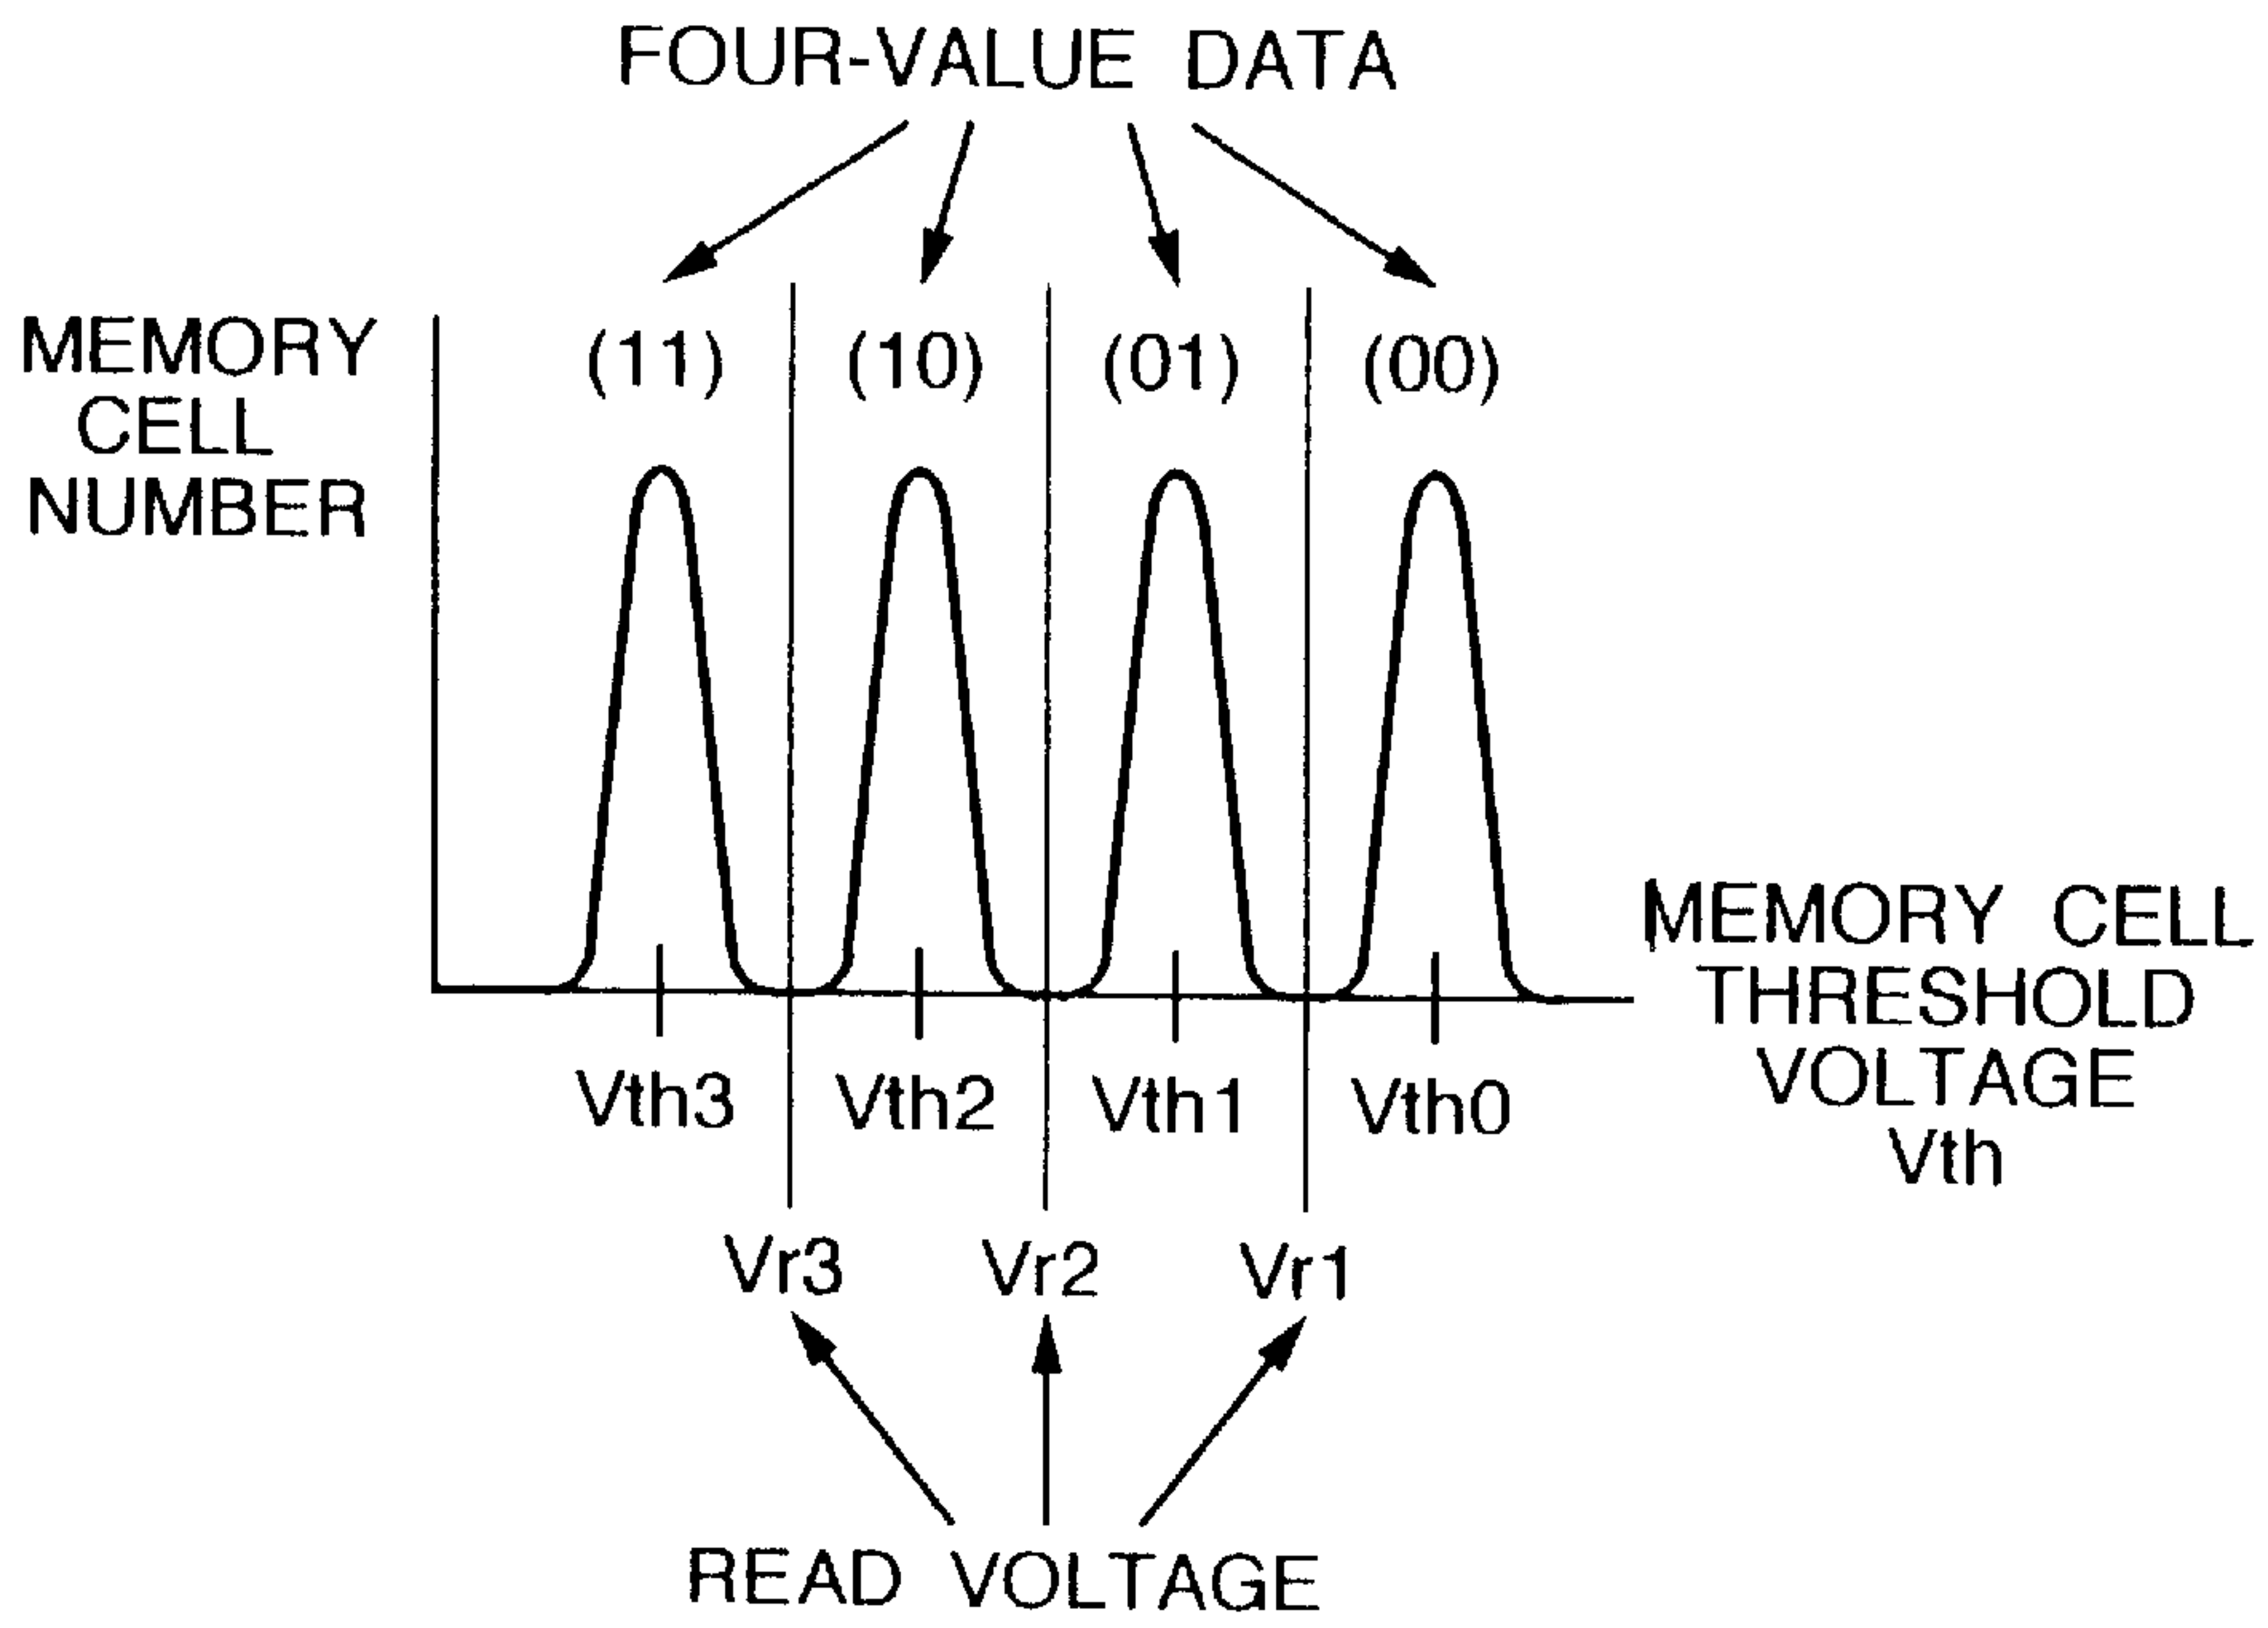 FOUR-VALUE DATA
MEMORY
CELL
NUMBER
(11) (10) (01) (00)
MEMORY CELL
THRESHOLD
VOLTAGE
Vth
Vth3 Vth2 Vth1 Vth0
Vr3 Vr2 Vr1
READ VOLTAGE